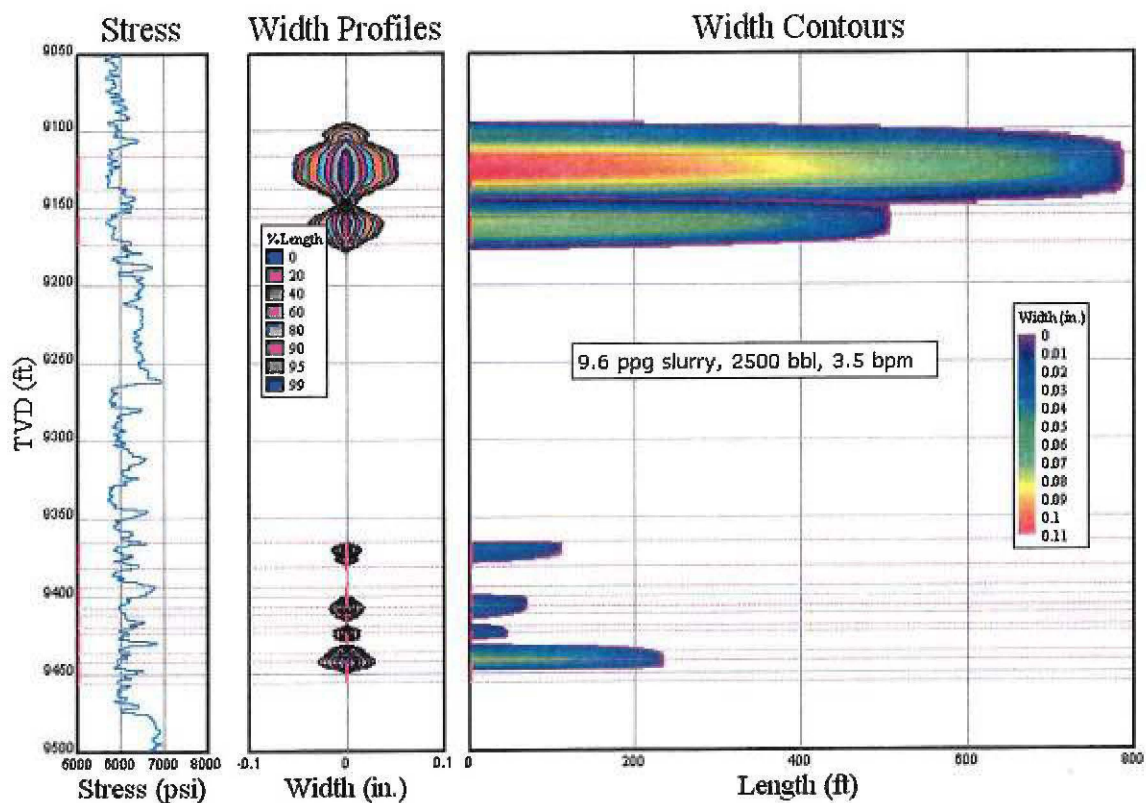 Stress
Width Profiles
Width Contours
TVD (ft)
9050
9100
9150
9200
9250
9300
9350
9400
9450
9500
6000 6000 7000 8000
Stress (psi)
%Length
0
20
40
60
80
90
95
99
-0.1 0 0.1
Width (in.)
9.6 ppg slurry, 2500 bbl, 3.5 bpm
Width (in.)
0
0.01
0.02
0.03
0.04
0.05
0.06
0.07
0.08
0.09
0.1
0.11
0 200 400 600 800
Length (ft)